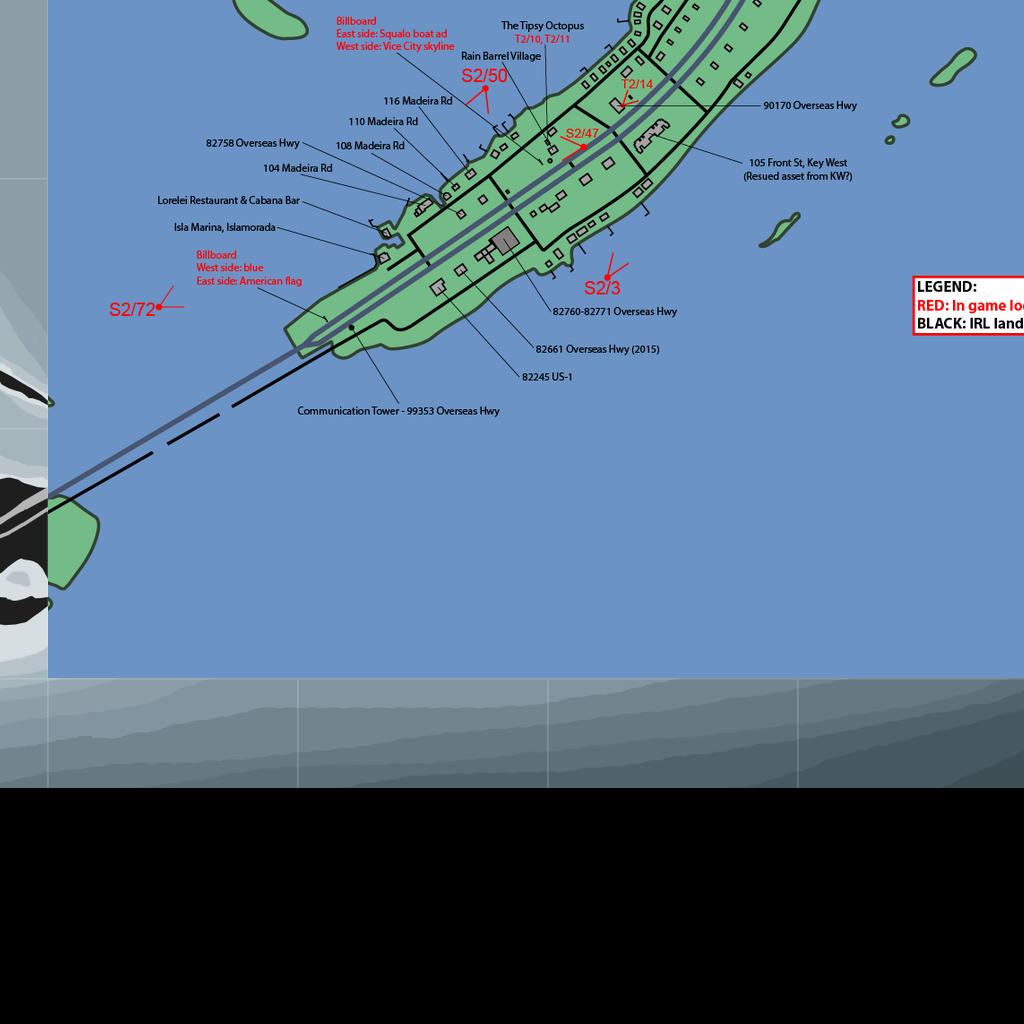 Billboard
East side: Squalo boat ad
West side: Vice City skyline
The Tipsy Octopus
T2/10, T2/11
Rain Barrel Village
S2/50
T2/14
116 Madeira Rd
90170 Overseas Hwy
110 Madeira Rd
S2/47
82758 Overseas Hwy
108 Madeira Rd
104 Madeira Rd
105 Front St, Key West
(Resued asset from KW?)
Lorelei Restaurant & Cabana Bar
Isla Marina, Islamorada
Billboard
West side: blue
East side: American flag
S2/72
S2/3
LEGEND:
RED: In game lo
BLACK: IRL land
82760-82771 Overseas Hwy
82661 Overseas Hwy (2015)
82245 US-1
Communication Tower - 99353 Overseas Hwy